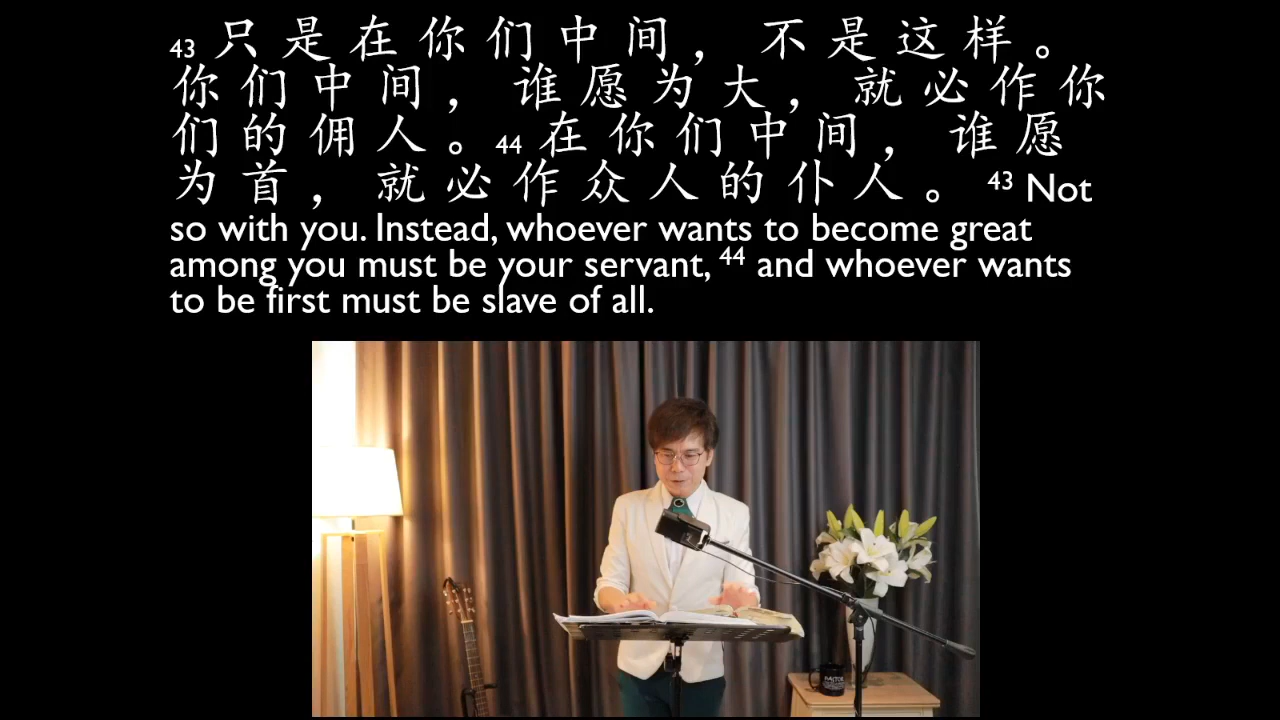 43 只是在你们中间，不是这样。
你们中间，谁愿为大，就必作你
们的佣人。44 在你们中间，谁愿
为首，就必作众人的仆人。 43 Not
so with you. Instead, whoever wants to become great
among you must be your servant, 44 and whoever wants
to be first must be slave of all.
PASTOR